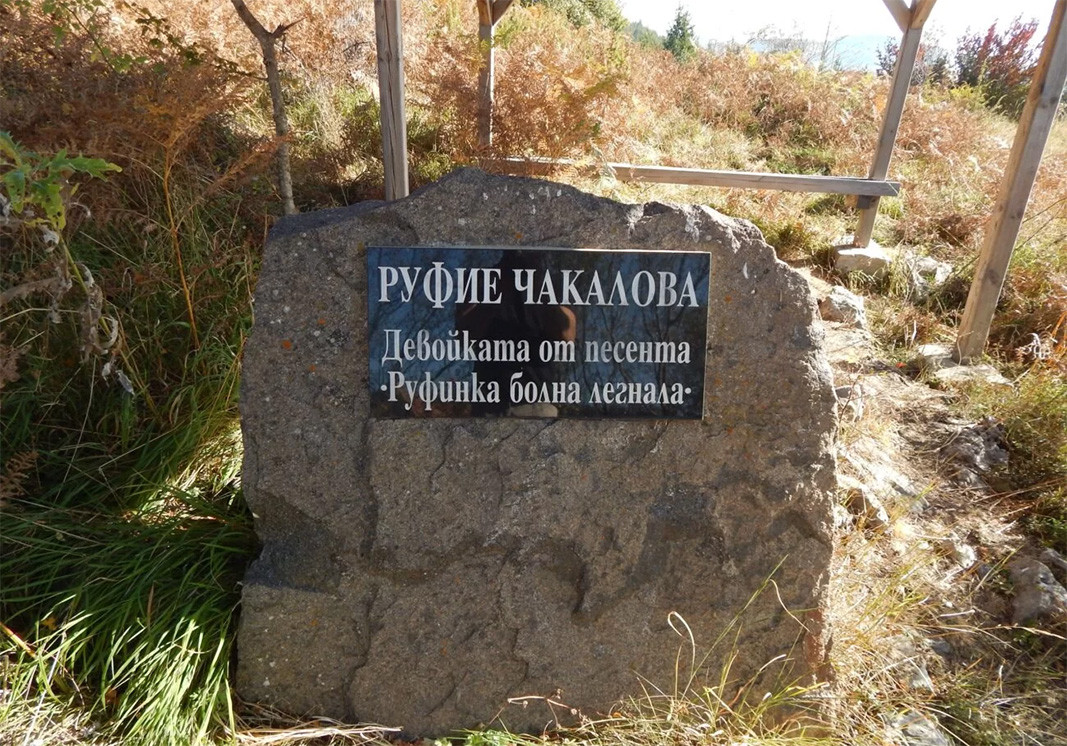 РУФИЕ ЧАКАЛОВА
Девойката от песента
·Руфинка болна легнала·